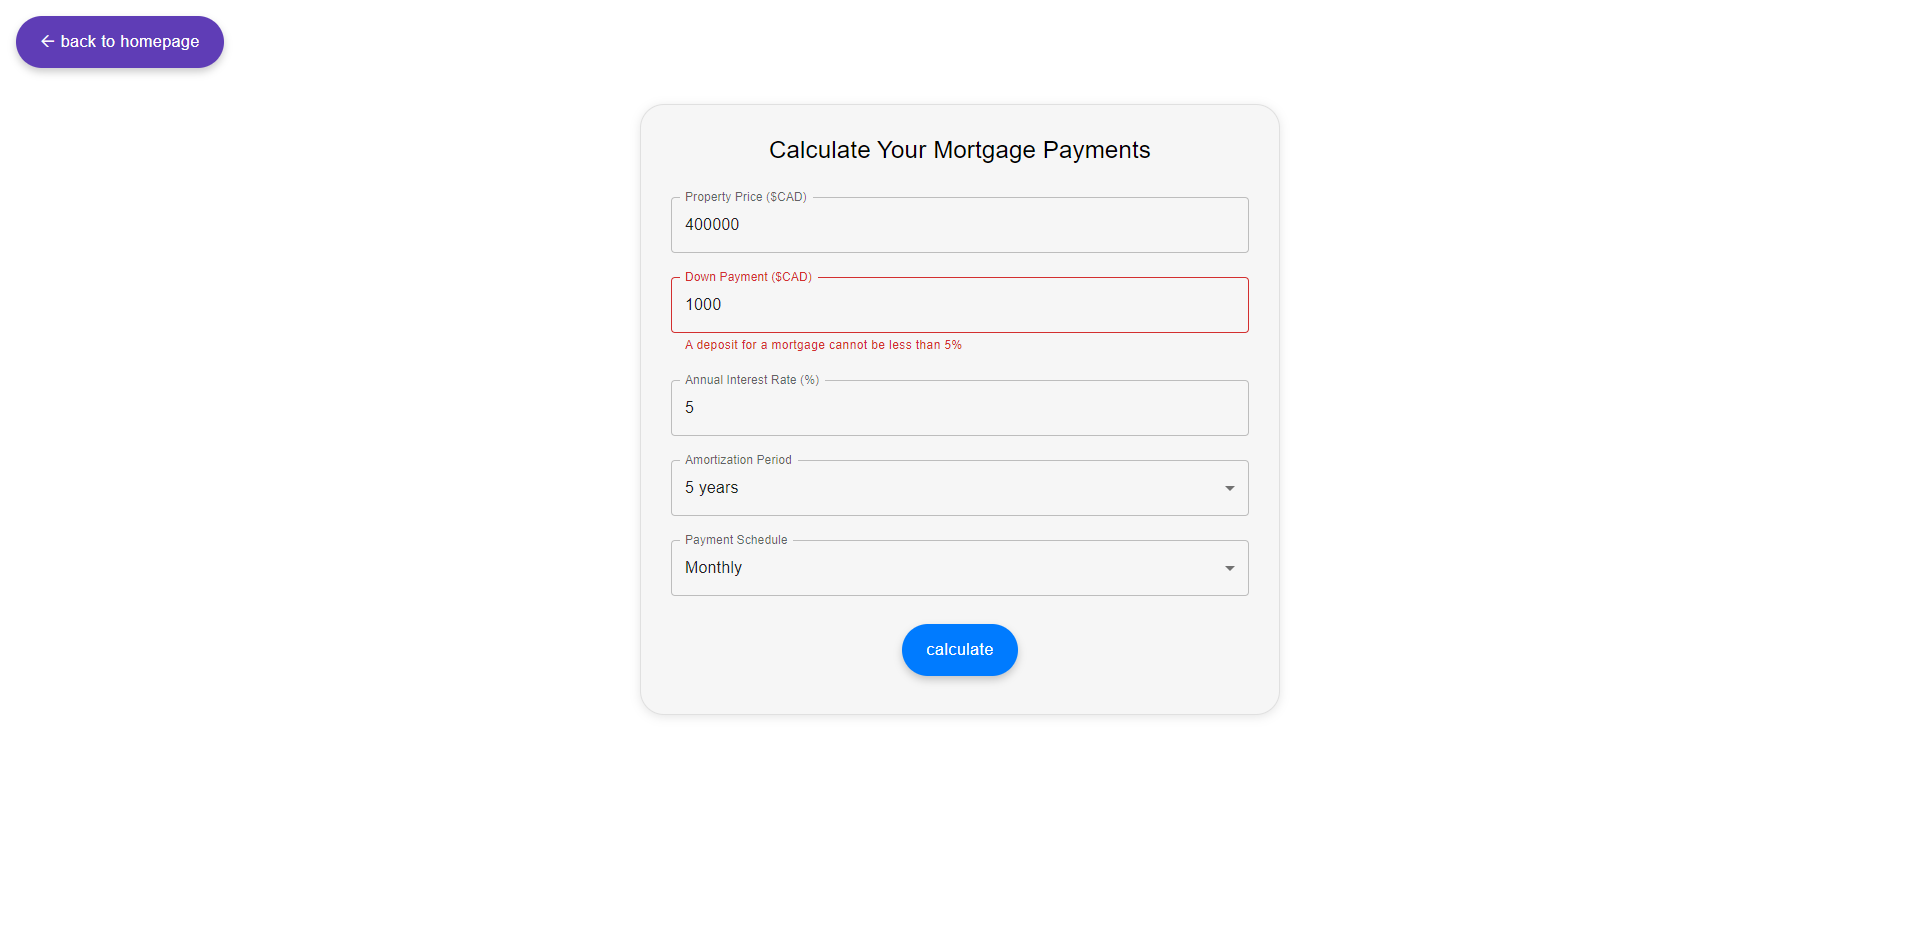 back to homepage
Calculate Your Mortgage Payments
Property Price ($CAD)
400000
Down Payment ($CAD)
1000
A deposit for a mortgage cannot be less than 5%
Annual Interest Rate (%)
5
Amortization Period
5 years
Payment Schedule
Monthly
calculate